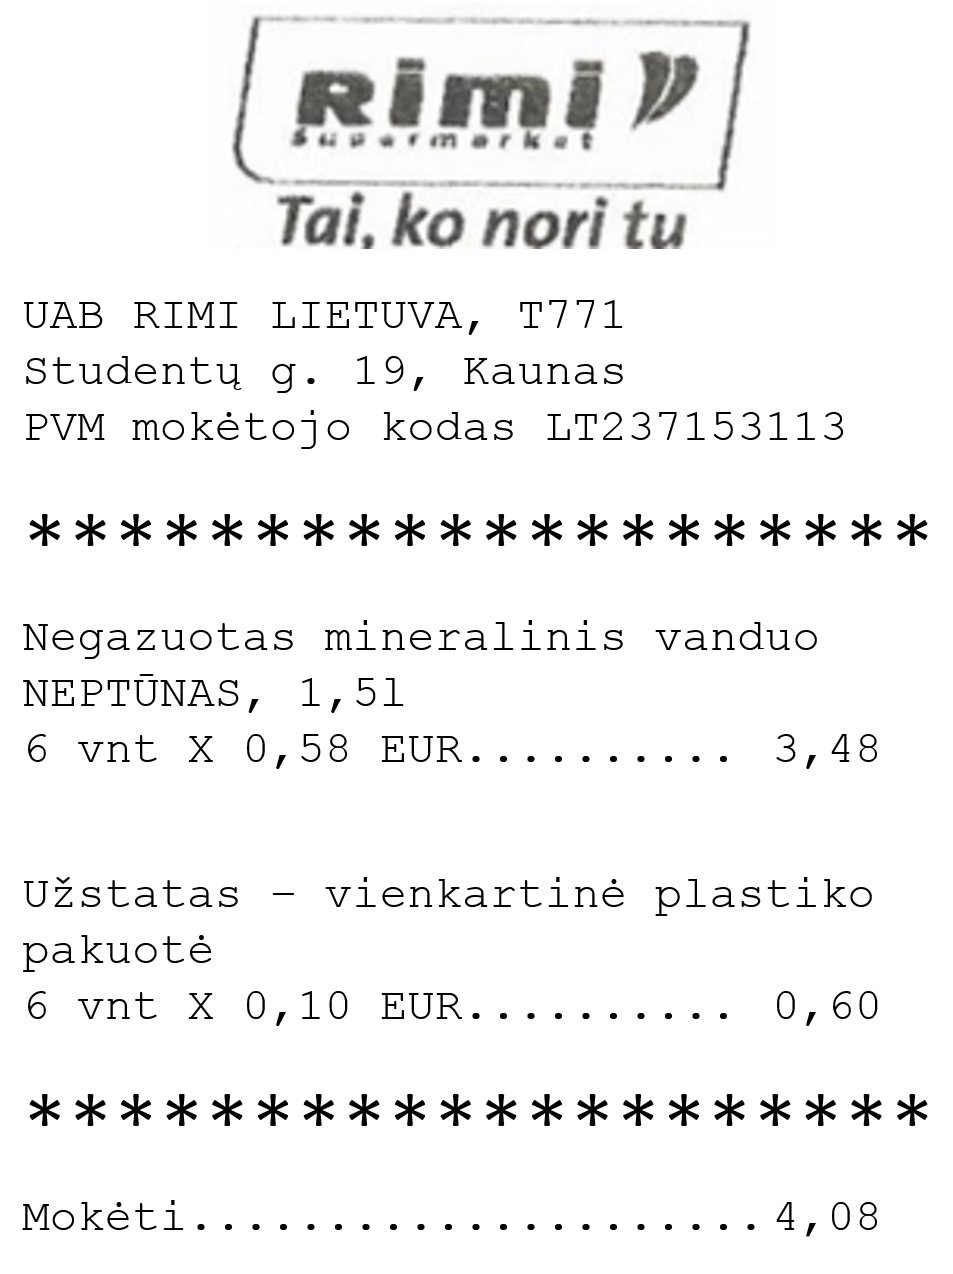 Rimi
Supermarket
Tai, ko nori tu
UAB RIMI LIETUVA, T771
Studentų g. 19, Kaunas
PVM mokėtojo kodas LT237153113
********************
Negazuotas mineralinis vanduo
NEPTŪNAS, 1,5l
6 vnt X 0,58 EUR.......... 3,48
Užstatas – vienkartinė plastiko
pakuotė
6 vnt X 0,10 EUR.......... 0,60
********************
Mokėti.....................4,08